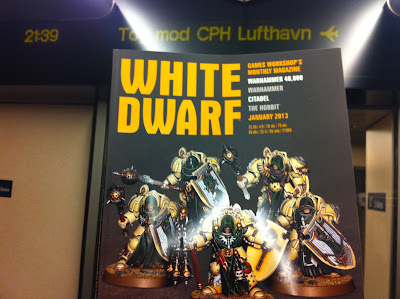 21:39
Tog mod CPH Lufthavn
WHITE
DWARF
GAMES WORKSHOP'S
MONTHLY MAGAZINE
WARHAMMER 40,000
WARHAMMER
CITADEL
THE HOBBIT
JANUARY 2013